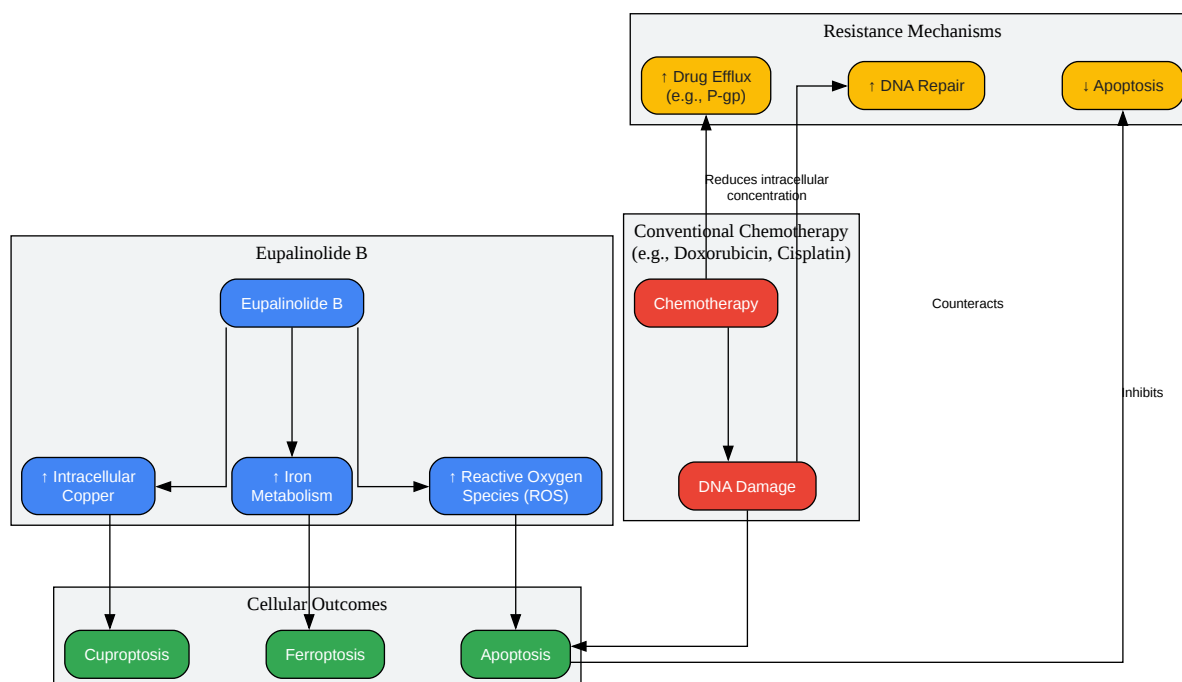 Resistance Mechanisms
↑ Drug Efflux
(e.g., P-gp)
↑ DNA Repair
↓ Apoptosis
Reduces intracellular
concentration
Conventional Chemotherapy
(e.g., Doxorubicin, Cisplatin)
Eupalinolide B
Eupalinolide B
Chemotherapy
Counteracts
Inhibits
↑ Intracellular
Copper
↑ Iron
Metabolism
↑ Reactive Oxygen
Species (ROS)
DNA Damage
Cellular Outcomes
Cuproptosis
Ferroptosis
Apoptosis